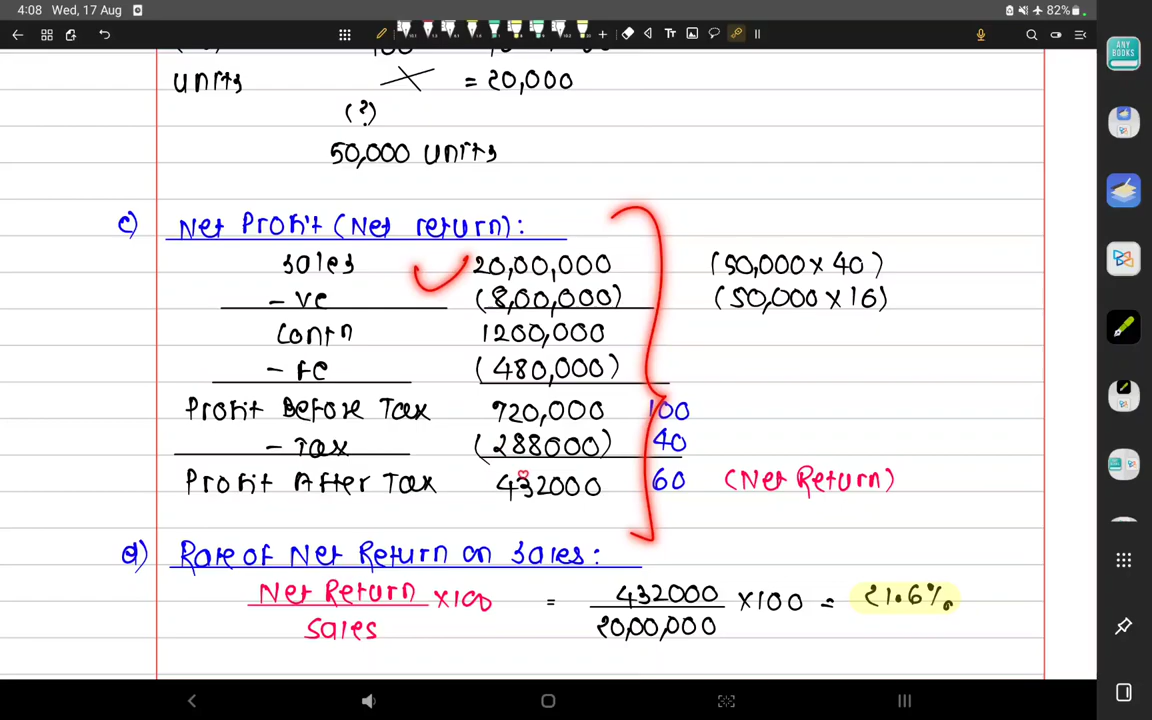 4:08 Wed, 17 Aug 82%
units = 20,000
(?)
50,000 units
c) Net Profit (Net return):
sales 20,00,000 (50,000 x 40)
- VC (8,00,000) (50,000 x 16)
Contn 1200,000
- FC (480,000)
Profit Before Tax 720,000 100
- Tax (288000) 40
Profit After Tax 432000 60 (Net Return)
d) Rate of Net Return on Sales:
Net Return x100 = 432000 x100 = 21.6%
Sales 20,00,000
ANY BOOKS